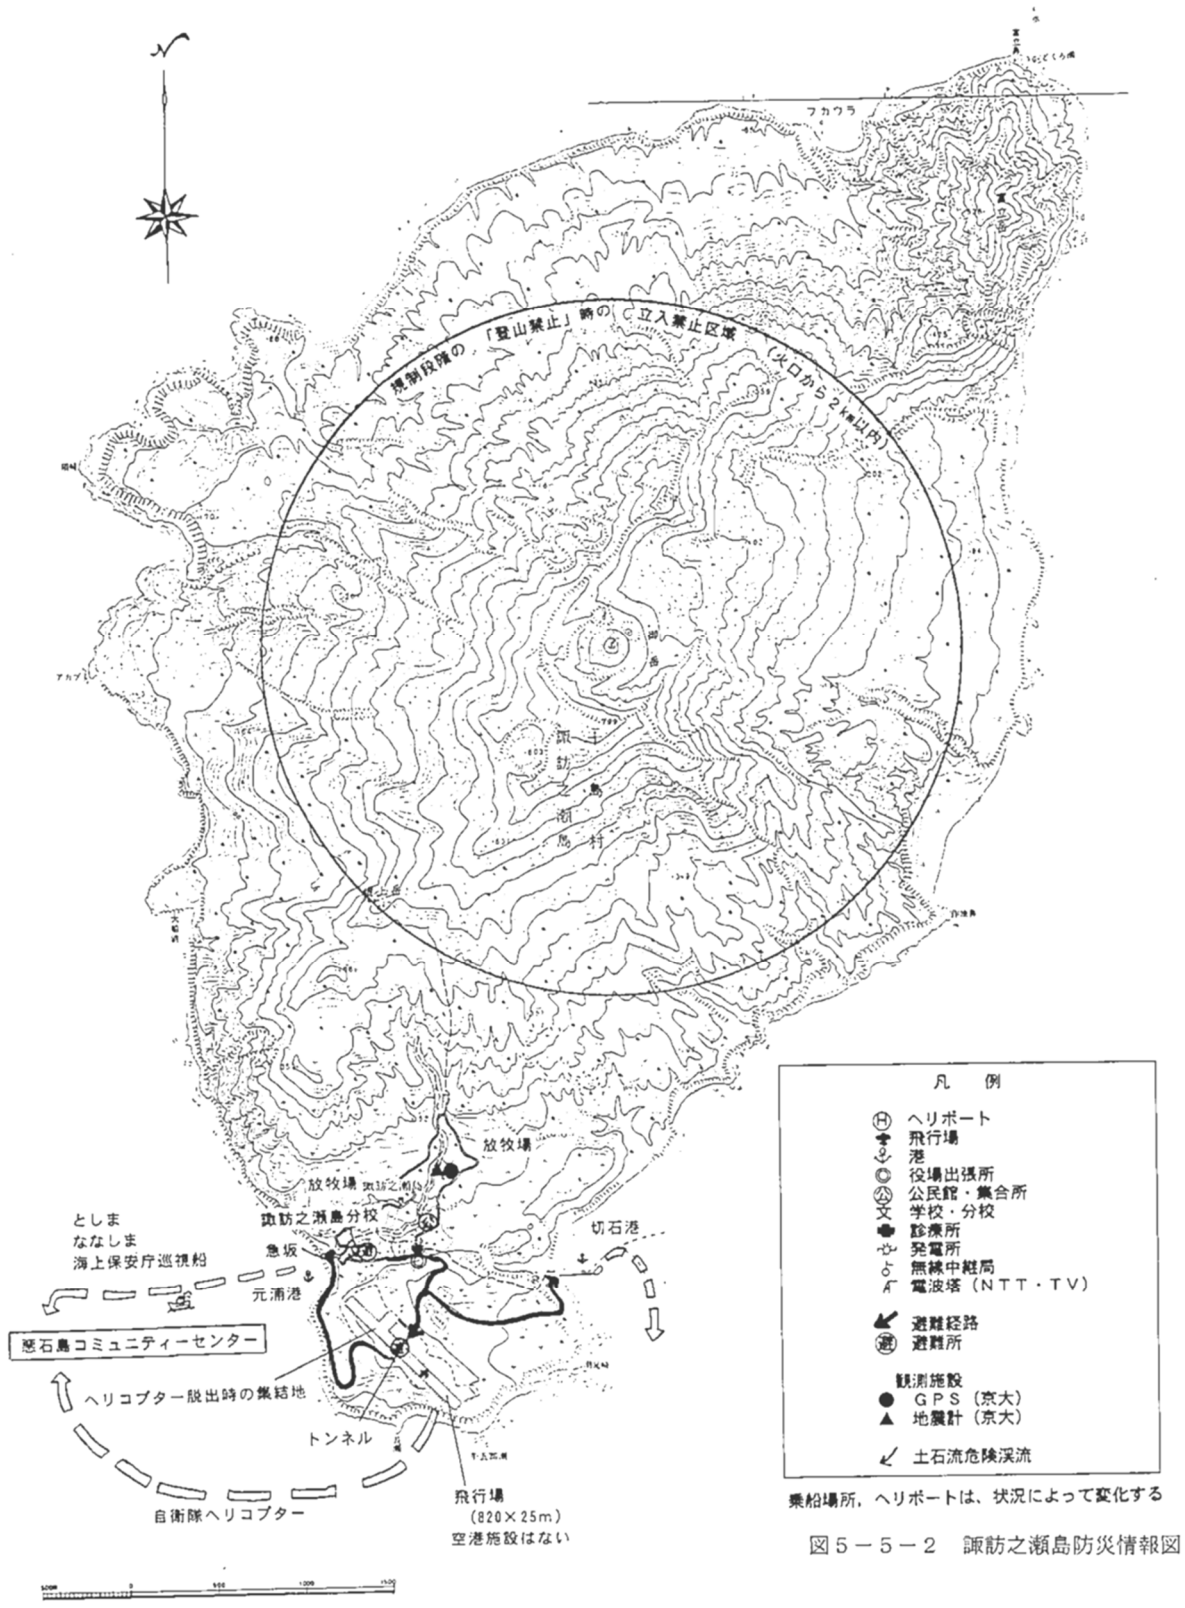 フカウラ
規制段階の 「登山禁止」時の 立入禁止区域 (火口から2km以内)
御岳
諏訪之瀬島
十島村
放牧場
放牧場
諏訪之瀬島分校
急坂
元浦港
切石港
としま
ななしま
海上保安庁巡視船
悪石島コミュニティーセンター
ヘリコプター脱出時の集結地
トンネル
自衛隊ヘリコプター
飛行場
(820×25m)
空港施設はない
凡 例
Ⓗ ヘリポート
飛行場
港
役場出張所
公 公民館・集合所
文 学校・分校
診療所
発電所
無線中継局
電波塔(NTT・TV)
避難経路
避 避難所
観測施設
● GPS(京大)
▲ 地震計(京大)
土石流危険渓流
乗船場所,ヘリポートは、状況によって変化する
図5-5-2 諏訪之瀬島防災情報図
500m 0 500 1000 1500